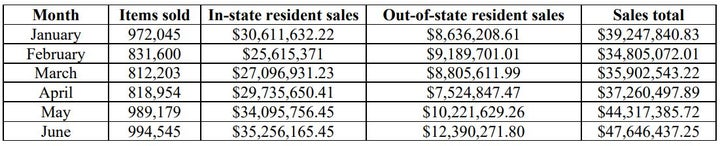 Month Items sold In-state resident sales Out-of-state resident sales Sales total
January 972,045 $30,611,632.22 $8,636,208.61 $39,247,840.83
February 831,600 $25,615,371 $9,189,701.01 $34,805,072.01
March 812,203 $27,096,931.23 $8,805,611.99 $35,902,543.22
April 818,954 $29,735,650.41 $7,524,847.47 $37,260,497.89
May 989,179 $34,095,756.45 $10,221,629.26 $44,317,385.72
June 994,545 $35,256,165.45 $12,390,271.80 $47,646,437.25